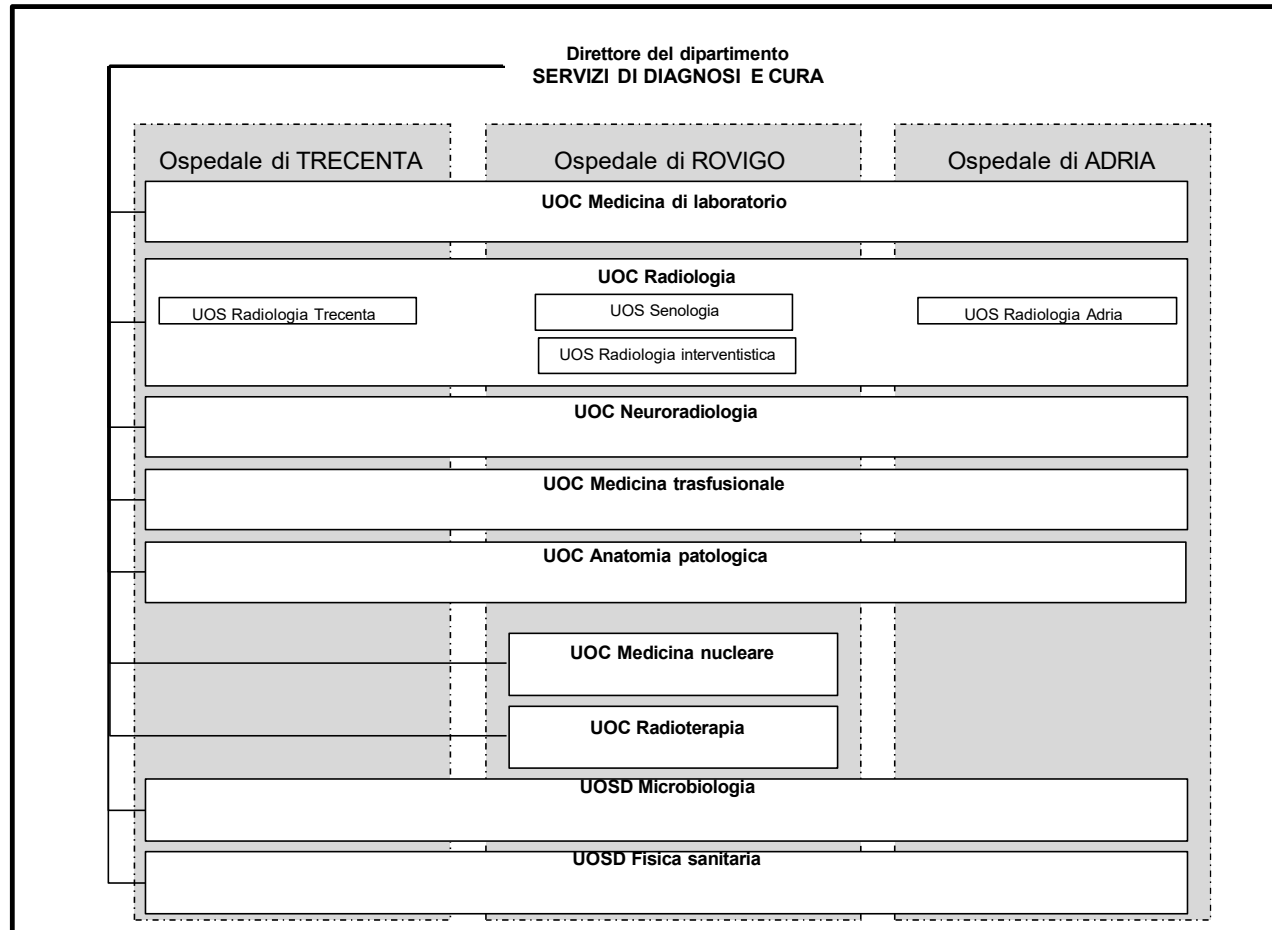 Direttore del dipartimento
SERVIZI DI DIAGNOSI E CURA
Ospedale di TRECENTA
Ospedale di ROVIGO
Ospedale di ADRIA
UOC Medicina di laboratorio
UOC Radiologia
UOS Radiologia Trecenta
UOS Senologia
UOS Radiologia Adria
UOS Radiologia interventistica
UOC Neuroradiologia
UOC Medicina trasfusionale
UOC Anatomia patologica
UOC Medicina nucleare
UOC Radioterapia
UOSD Microbiologia
UOSD Fisica sanitaria